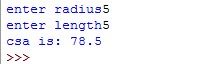 enter radius5
enter length5
csa is: 78.5
>>>